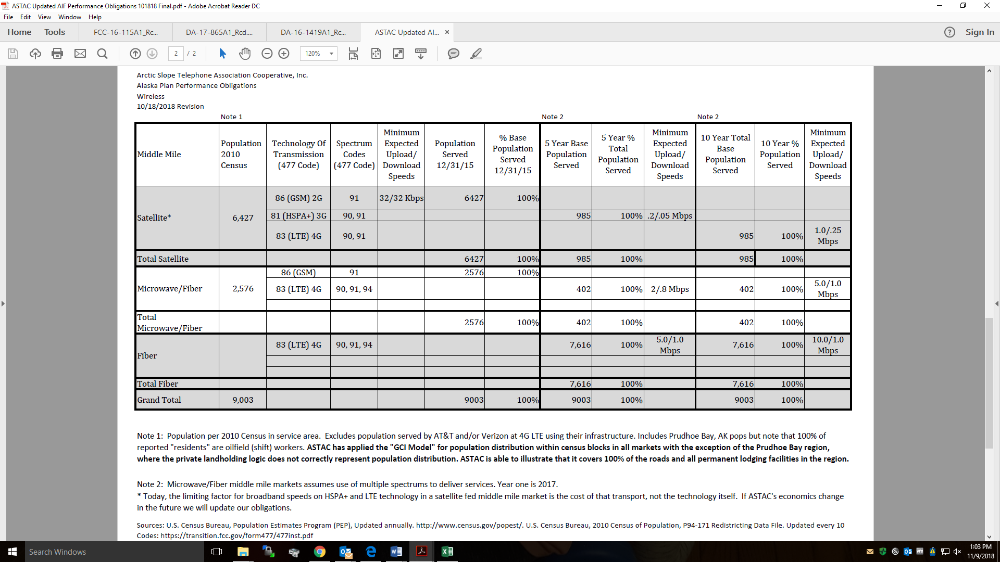 ASTAC Updated AIF Performance Obligations 101818 Final.pdf - Adobe Acrobat Reader DC
File Edit View Window Help
Home Tools FCC-16-115A1_Rc... DA-17-865A1_Rcd.... DA-16-1419A1_Rc... ASTAC Updated AI... × ? Sign In
2 / 2 120%
Arctic Slope Telephone Association Cooperative, Inc.
Alaska Plan Performance Obligations
Wireless
10/18/2018 Revision
Note 1 Note 2 Note 2
Middle Mile
Population 2010 Census
Technology Of Transmission (477 Code)
Spectrum Codes (477 Code)
Minimum Expected Upload/ Download Speeds
Population Served 12/31/15
% Base Population Served 12/31/15
5 Year Base Population Served
5 Year % Total Population Served
Minimum Expected Upload/ Download Speeds
10 Year Total Base Population Served
10 Year % Population Served
Minimum Expected Upload/ Download Speeds
Satellite* 6,427
86 (GSM) 2G 91 32/32 Kbps 6427 100%
81 (HSPA+) 3G 90, 91 985 100% .2/.05 Mbps
83 (LTE) 4G 90, 91 985 100% 1.0/.25 Mbps
Total Satellite 6427 100% 985 100% 985 100%
Microwave/Fiber 2,576
86 (GSM) 91 2576 100%
83 (LTE) 4G 90, 91, 94 402 100% 2/.8 Mbps 402 100% 5.0/1.0 Mbps
Total Microwave/Fiber 2576 100% 402 100% 402 100%
Fiber
83 (LTE) 4G 90, 91, 94 7,616 100% 5.0/1.0 Mbps 7,616 100% 10.0/1.0 Mbps
Total Fiber 7,616 100% 7,616 100%
Grand Total 9,003 9003 100% 9003 100% 9003 100%
Note 1: Population per 2010 Census in service area. Excludes population served by AT&T and/or Verizon at 4G LTE using their infrastructure. Includes Prudhoe Bay, AK pops but note that 100% of
reported "residents" are oilfield (shift) workers. ASTAC has applied the "GCI Model" for population distribution within census blocks in all markets with the exception of the Prudhoe Bay region,
where the private landholding logic does not correctly represent population distribution. ASTAC is able to illustrate that it covers 100% of the roads and all permanent lodging facilities in the region.
Note 2: Microwave/Fiber middle mile markets assumes use of multiple spectrums to deliver services. Year one is 2017.
* Today, the limiting factor for broadband speeds on HSPA+ and LTE technology in a satellite fed middle mile market is the cost of that transport, not the technology itself. If ASTAC's economics change
in the future we will update our obligations.
Sources: U.S. Census Bureau, Population Estimates Program (PEP), Updated annually. http://www.census.gov/popest/. U.S. Census Bureau, 2010 Census of Population, P94-171 Redistricting Data File. Updated every 10
Codes: https://transition.fcc.gov/form477/477inst.pdf
Search Windows
1:03 PM
11/9/2018